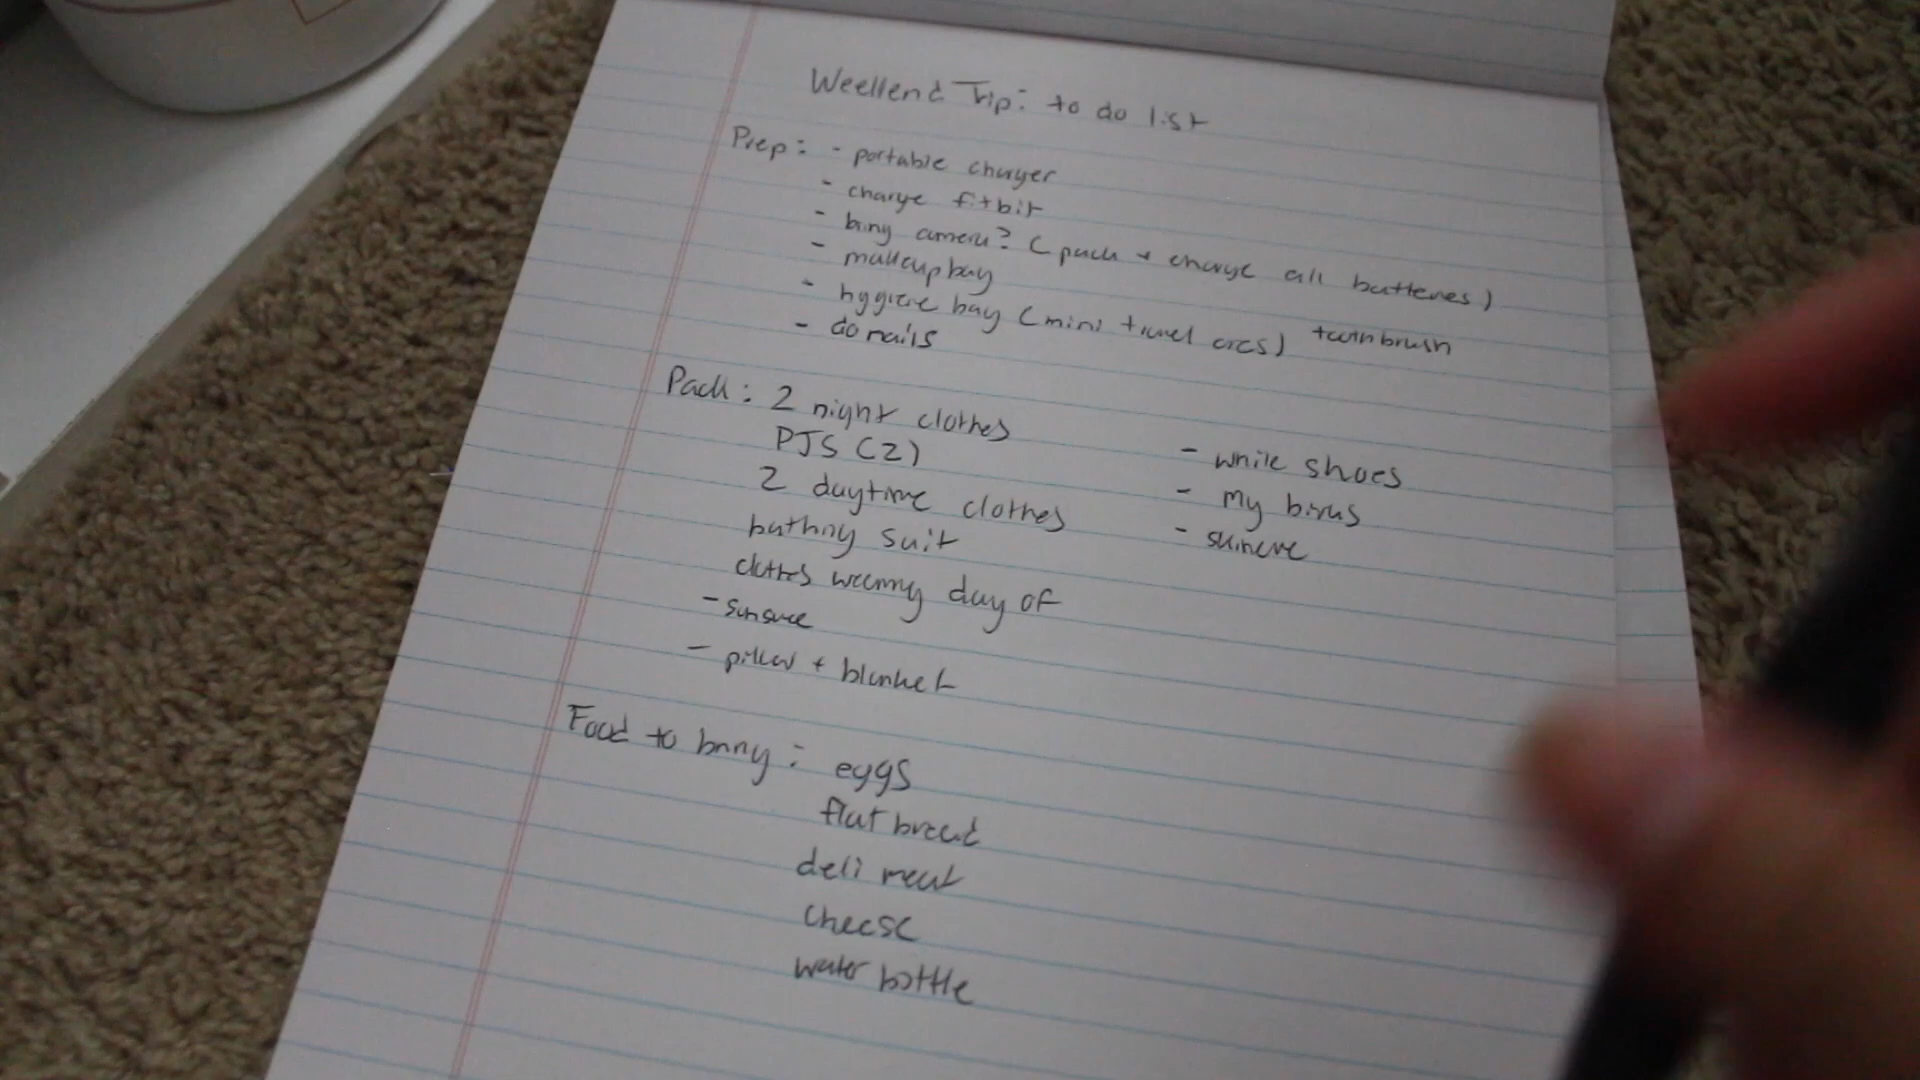 Weekend Trip: to do list
Prep: - portable charger
- charge fitbit
- bring camera? (pack + charge all batteries)
- makeup bag
- hygiene bag (mini travel ones) toothbrush
- do nails
Pack: 2 night clothes
PJS (2)
2 daytime clothes
bathing suit
clothes wearing day of
- pillow + blanket
- white shoes
- my birks
- skincare
Food to bring: eggs
flat bread
deli meat
cheese
water bottle